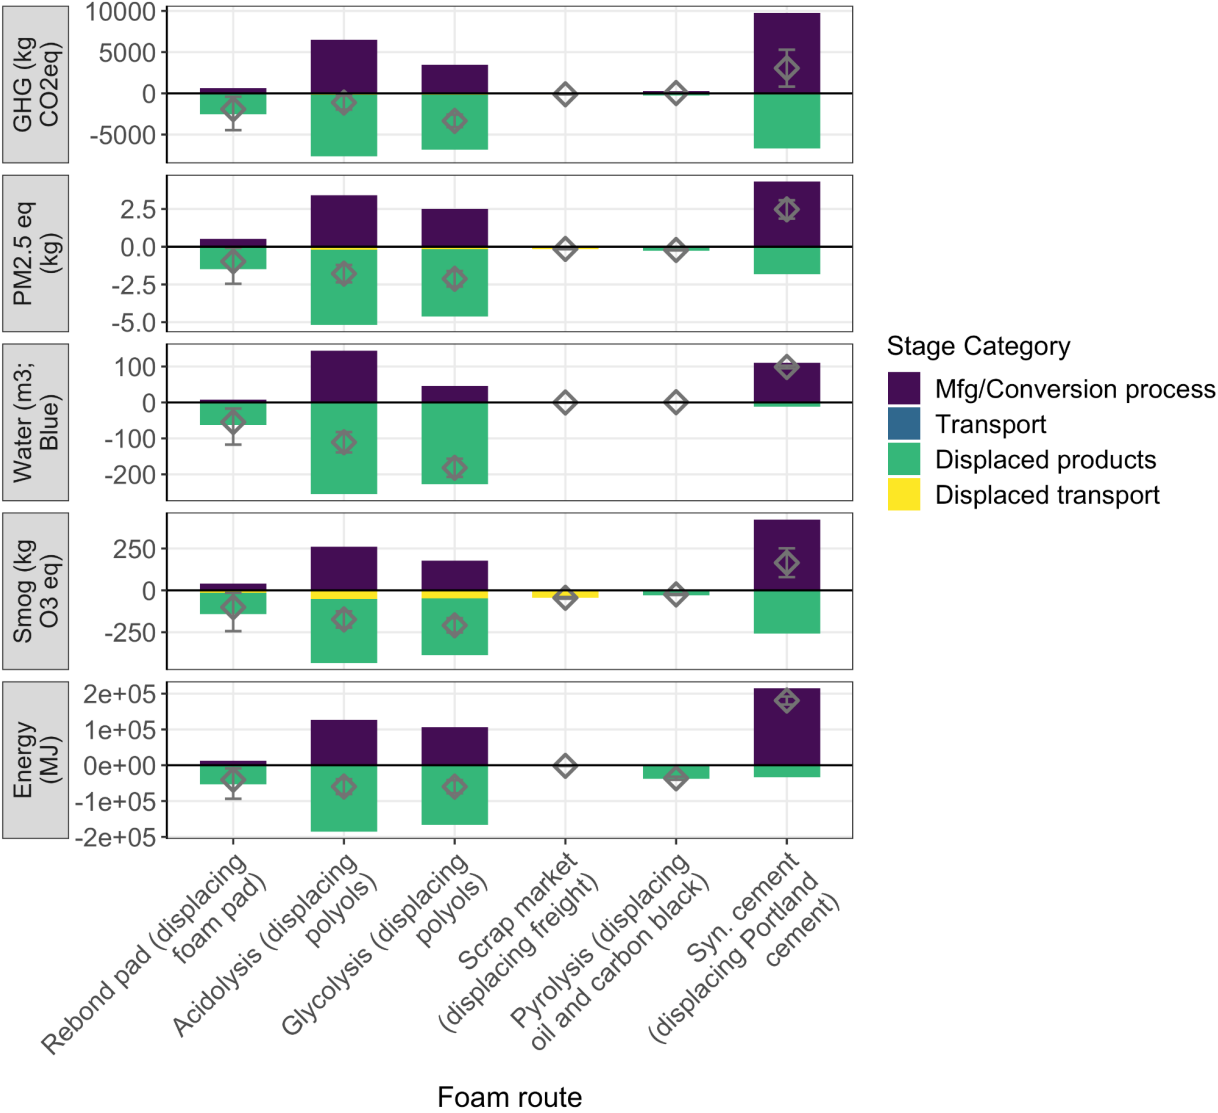 GHG (kg
CO2eq)
10000
5000
0
-5000
PM2.5 eq
(kg)
2.5
0.0
-2.5
-5.0
Water (m3;
Blue)
100
0
-100
-200
Smog (kg
O3 eq)
250
0
-250
Energy
(MJ)
2e+05
1e+05
0e+00
-1e+05
-2e+05
Rebond pad (displacing
foam pad)
Acidolysis (displacing
polyols)
Glycolysis (displacing
polyols)
Scrap market
(displacing freight)
Pyrolysis (displacing
oil and carbon black)
Syn. cement
(displacing Portland
cement)
Foam route
Stage Category
Mfg/Conversion process
Transport
Displaced products
Displaced transport